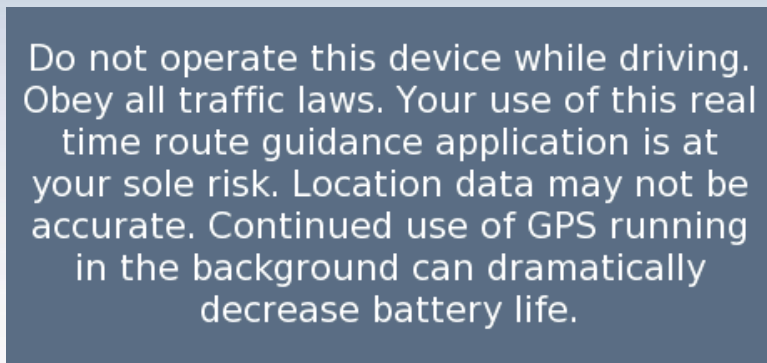 Do not operate this device while driving.
Obey all traffic laws. Your use of this real
time route guidance application is at
your sole risk. Location data may not be
accurate. Continued use of GPS running
in the background can dramatically
decrease battery life.